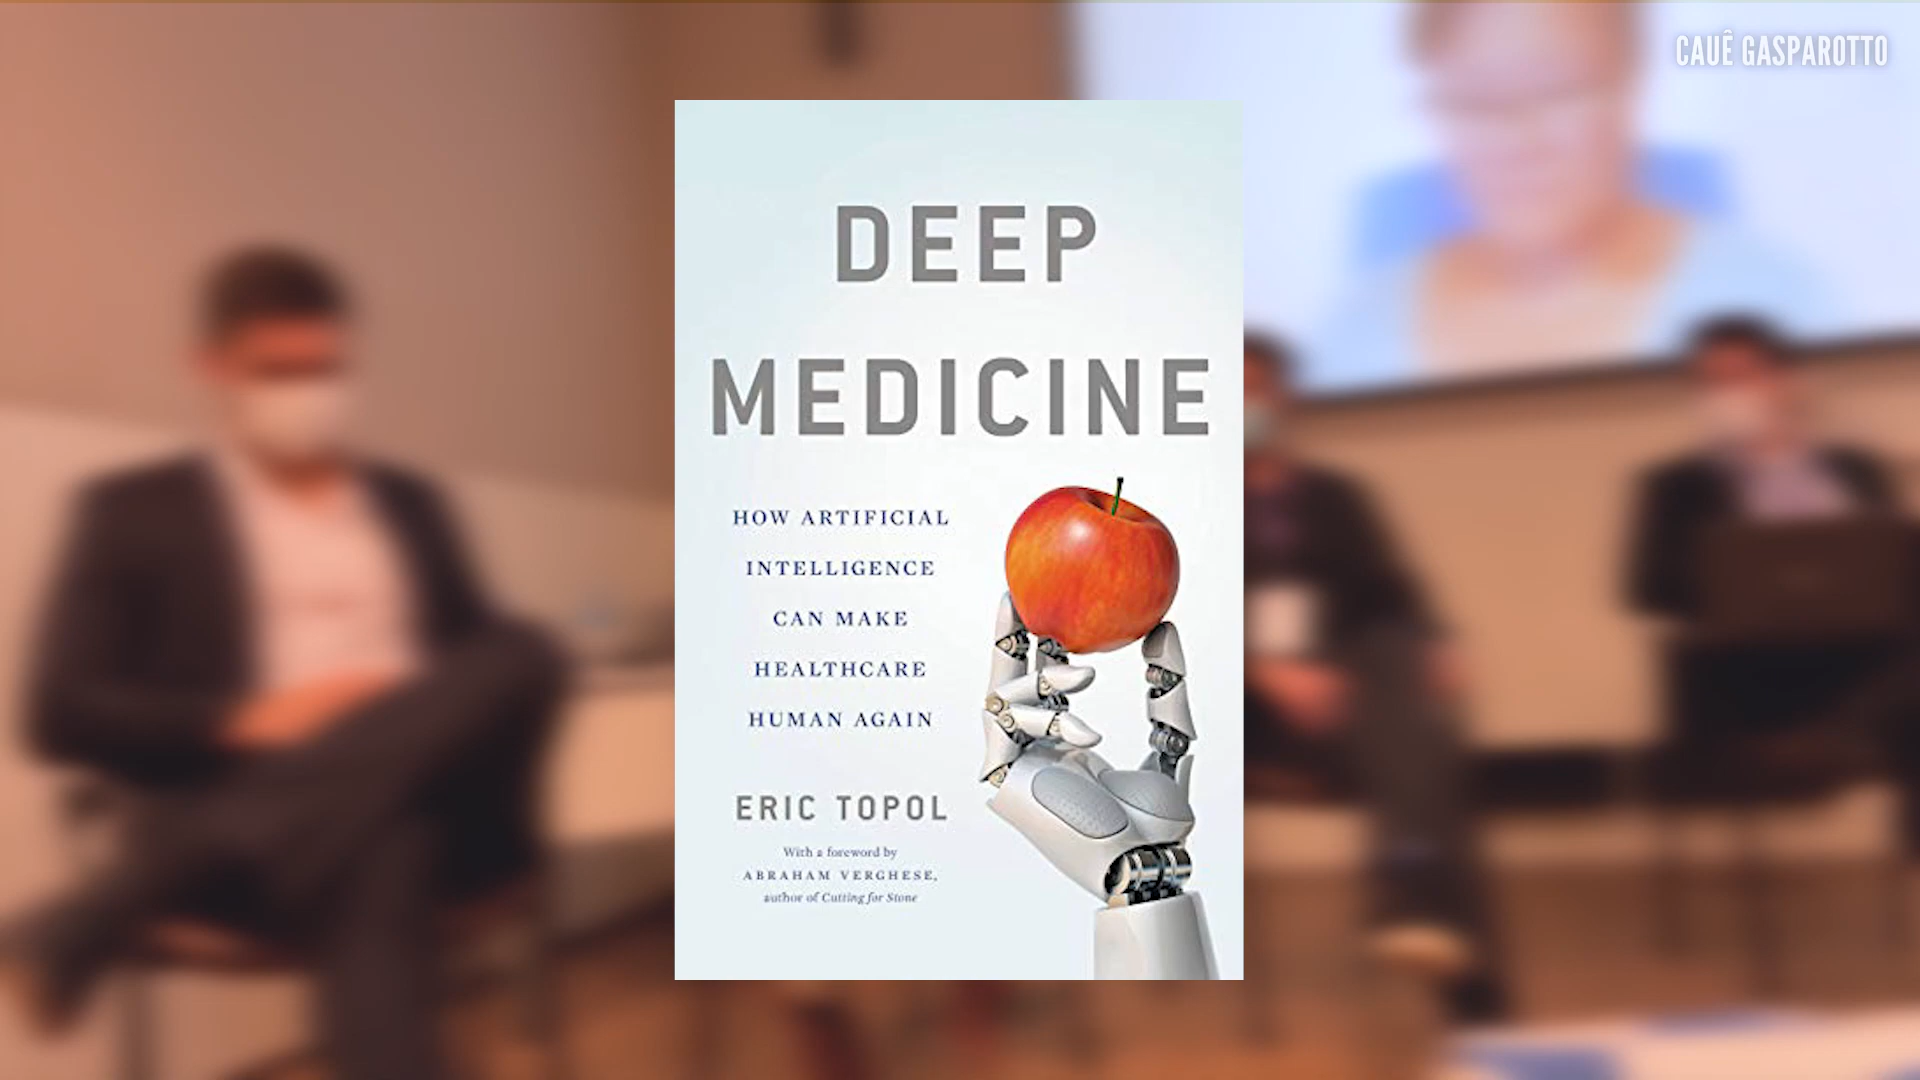 CAUÊ GASPAROTTO
DEEP
MEDICINE
HOW ARTIFICIAL
INTELLIGENCE
CAN MAKE
HEALTHCARE
HUMAN AGAIN
ERIC TOPOL
With a foreword by
ABRAHAM VERGHESE,
author of Cutting for Stone